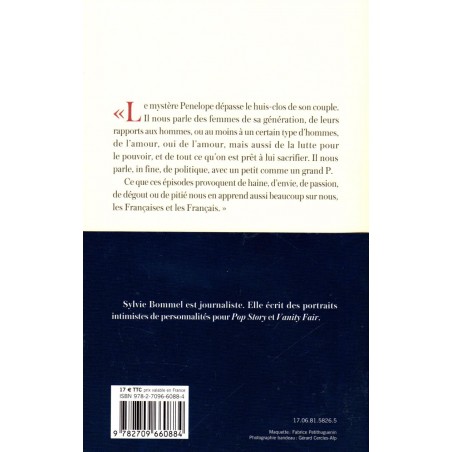 « Le mystère Penelope dépasse le huis-clos de son couple.
Il nous parle des femmes de sa génération, de leurs
rapports aux hommes, ou au moins à un certain type d'hommes,
de l'amour, oui de l'amour, mais aussi de la lutte pour
le pouvoir, et de tout ce qu'on est prêt à lui sacrifier. Il nous
parle, in fine, de politique, avec un petit comme un grand P.
Ce que ces épisodes provoquent de haine, d'envie, de passion,
de dégout ou de pitié nous en apprend aussi beaucoup sur nous,
les Françaises et les Français. »
Sylvie Bommel est journaliste. Elle écrit des portraits
intimistes de personnalités pour Pop Story et Vanity Fair.
17 € TTC prix valable en France
ISBN 978-2-7096-6088-4
9 782709 660884
17.06.81.5826.5
Maquette : Fabrice Petithuguenin
Photographie bandeau : Gérard Cerclès-Afp